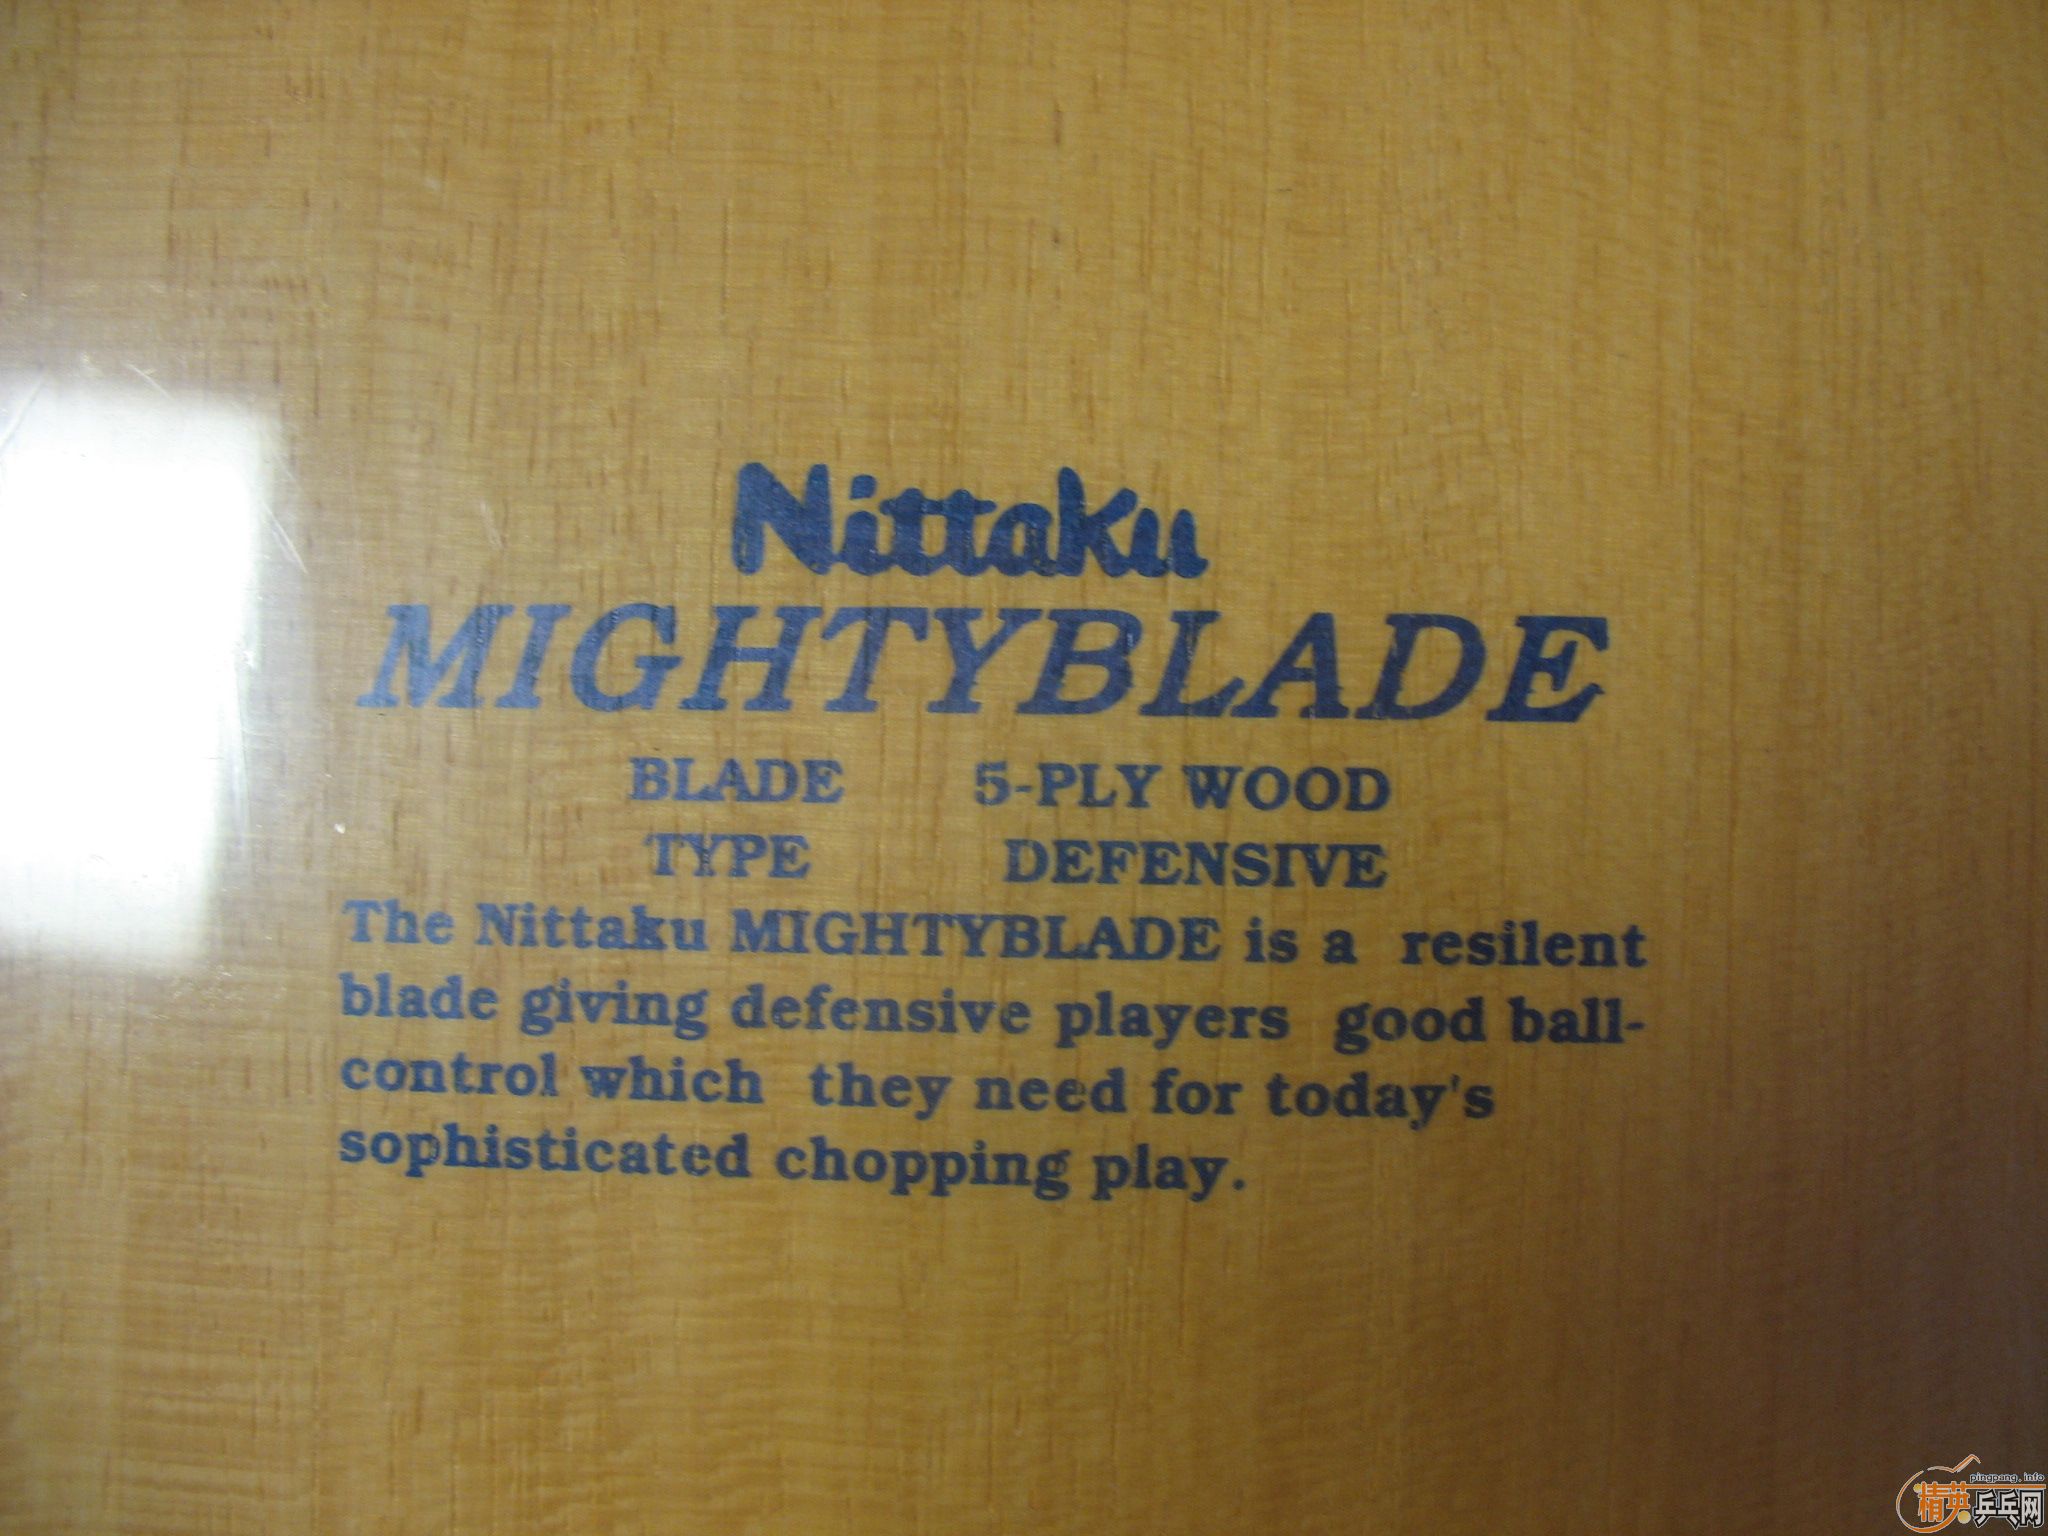 Nittaku
MIGHTYBLADE
BLADE 5-PLY WOOD
TYPE DEFENSIVE
The Nittaku MIGHTYBLADE is a resilent
blade giving defensive players good ball-
control which they need for today's
sophisticated chopping play.
pingpang.info
精英乒乓网